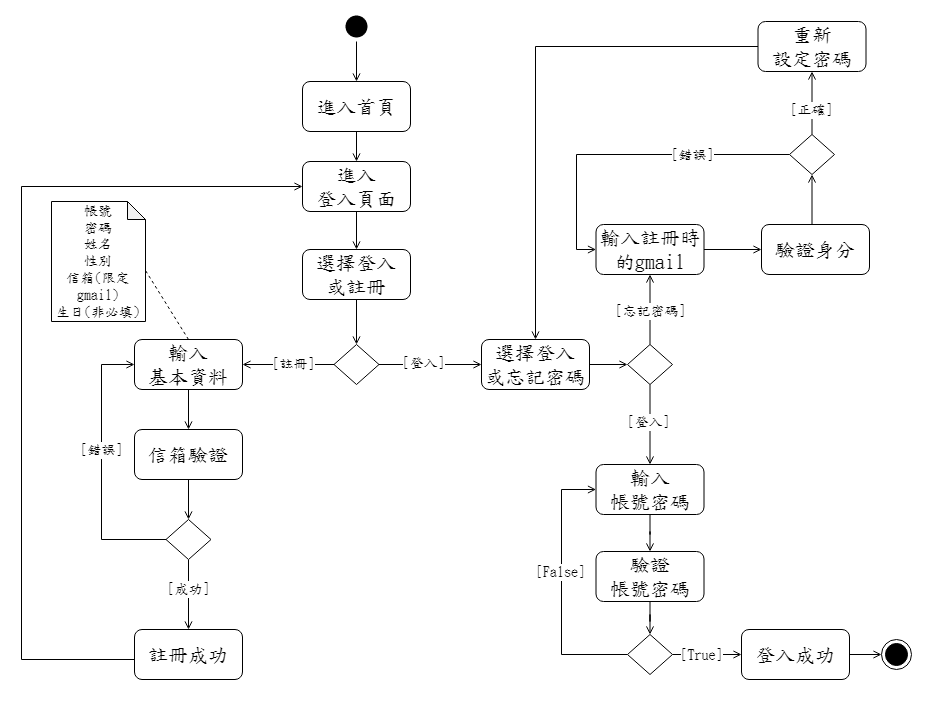 進入首頁
進入
登入頁面
選擇登入
或註冊
帳號
密碼
姓名
性別
信箱(限定
gmail)
生日(非必填)
[註冊]
[登入]
輸入
基本資料
信箱驗證
[錯誤]
[成功]
註冊成功
選擇登入
或忘記密碼
[忘記密碼]
輸入註冊時
的gmail
驗證身分
[錯誤]
[正確]
重新
設定密碼
[登入]
輸入
帳號密碼
驗證
帳號密碼
[False]
[True]
登入成功